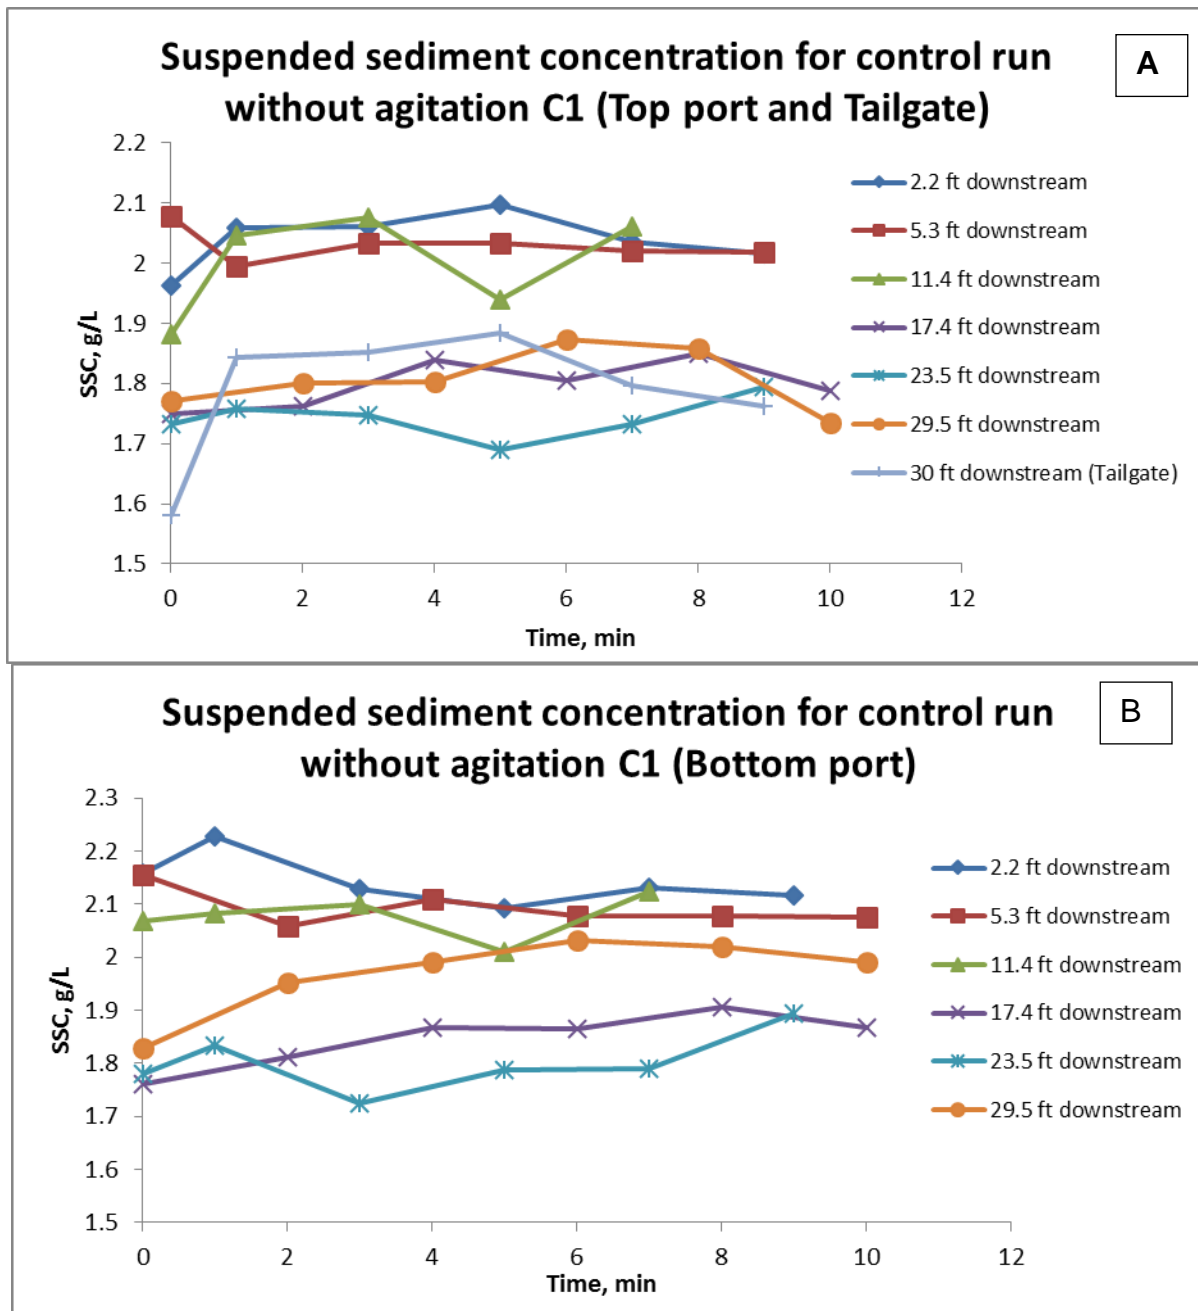 Suspended sediment concentration for control run
without agitation C1 (Top port and Tailgate)
A
2.2
2.1
2
1.9
1.8
1.7
1.6
1.5
SSC, g/L
0 2 4 6 8 10 12
Time, min
2.2 ft downstream
5.3 ft downstream
11.4 ft downstream
17.4 ft downstream
23.5 ft downstream
29.5 ft downstream
30 ft downstream (Tailgate)
Suspended sediment concentration for control run
without agitation C1 (Bottom port)
B
2.3
2.2
2.1
2
1.9
1.8
1.7
1.6
1.5
SSC, g/L
0 2 4 6 8 10 12
Time, min
2.2 ft downstream
5.3 ft downstream
11.4 ft downstream
17.4 ft downstream
23.5 ft downstream
29.5 ft downstream